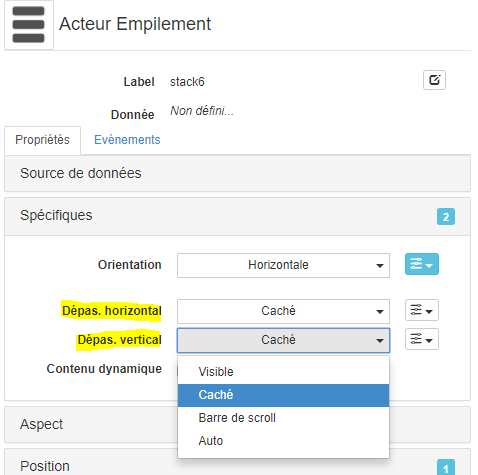 Acteur Empilement
Label stack6
Donnée Non défini...
Propriétés Evènements
Source de données
Spécifiques 2
Orientation Horizontale
Dépas. horizontal Caché
Dépas. vertical Caché
Contenu dynamique
Visible
Caché
Barre de scroll
Auto
Aspect
Position 1